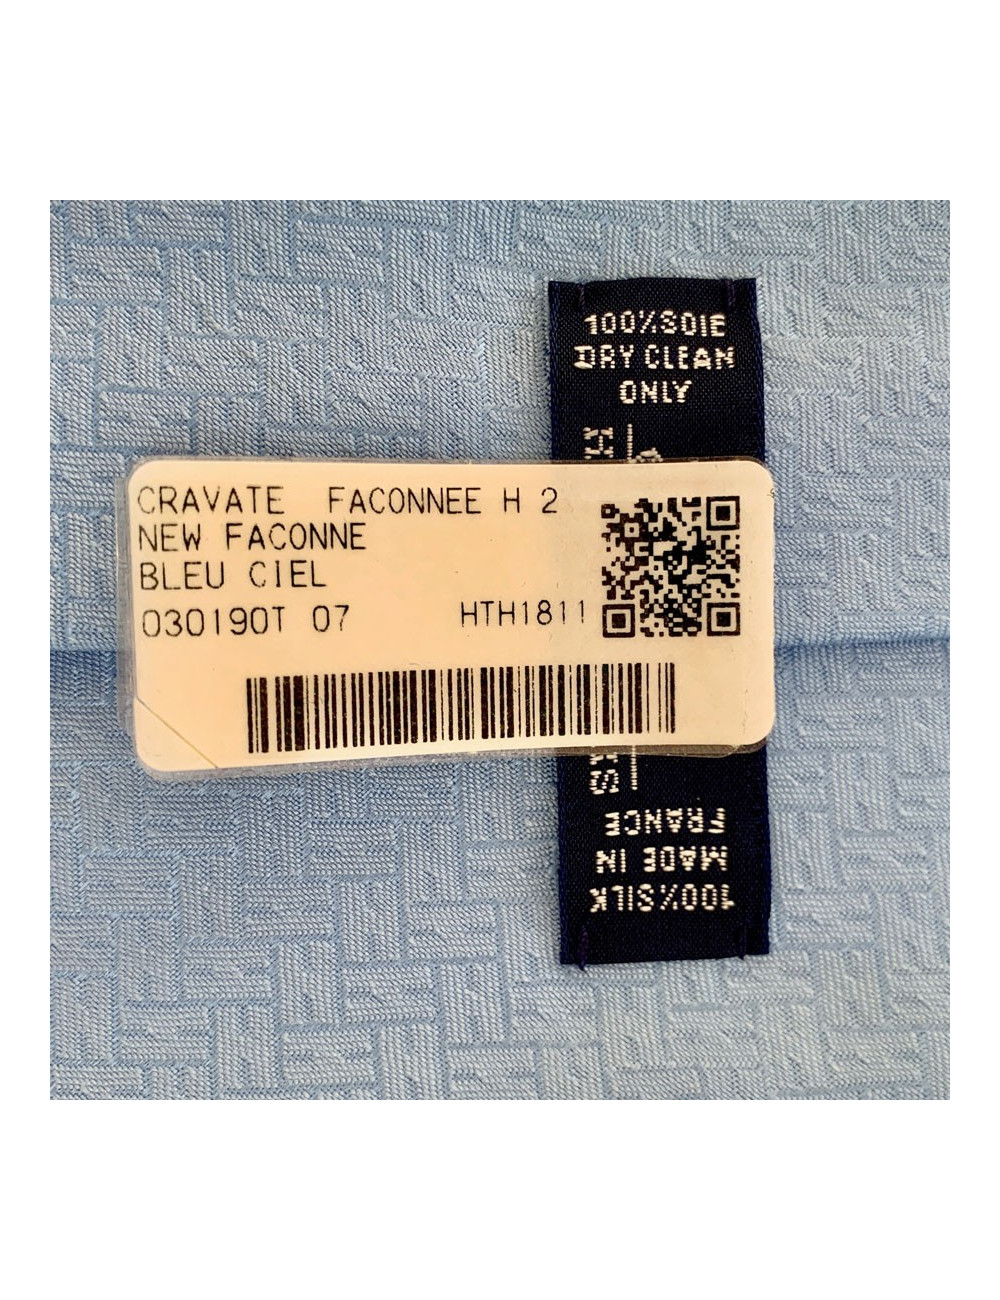 100%SOIE
DRY CLEAN
ONLY
CRAVATE FACONNEE H 2
NEW FACONNE
BLEU CIEL
030190T 07 HTH1811
100%SILK
MADE IN
FRANCE